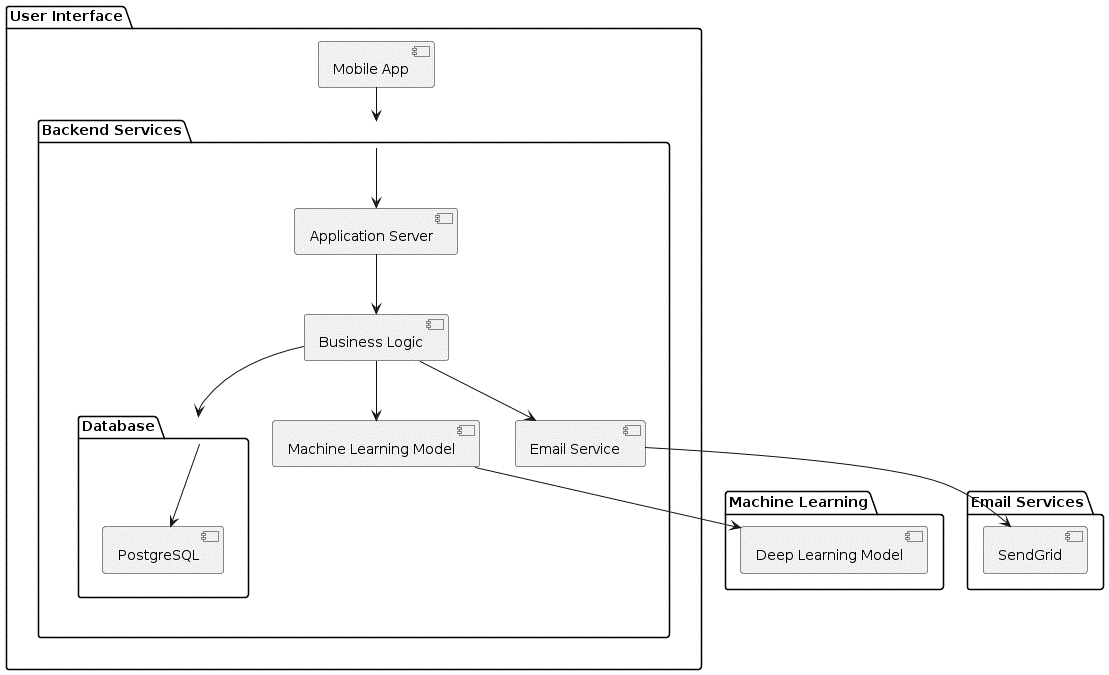 User Interface
Mobile App
Backend Services
Application Server
Business Logic
Database
Machine Learning Model
Email Service
Machine Learning
Email Services
PostgreSQL
Deep Learning Model
SendGrid